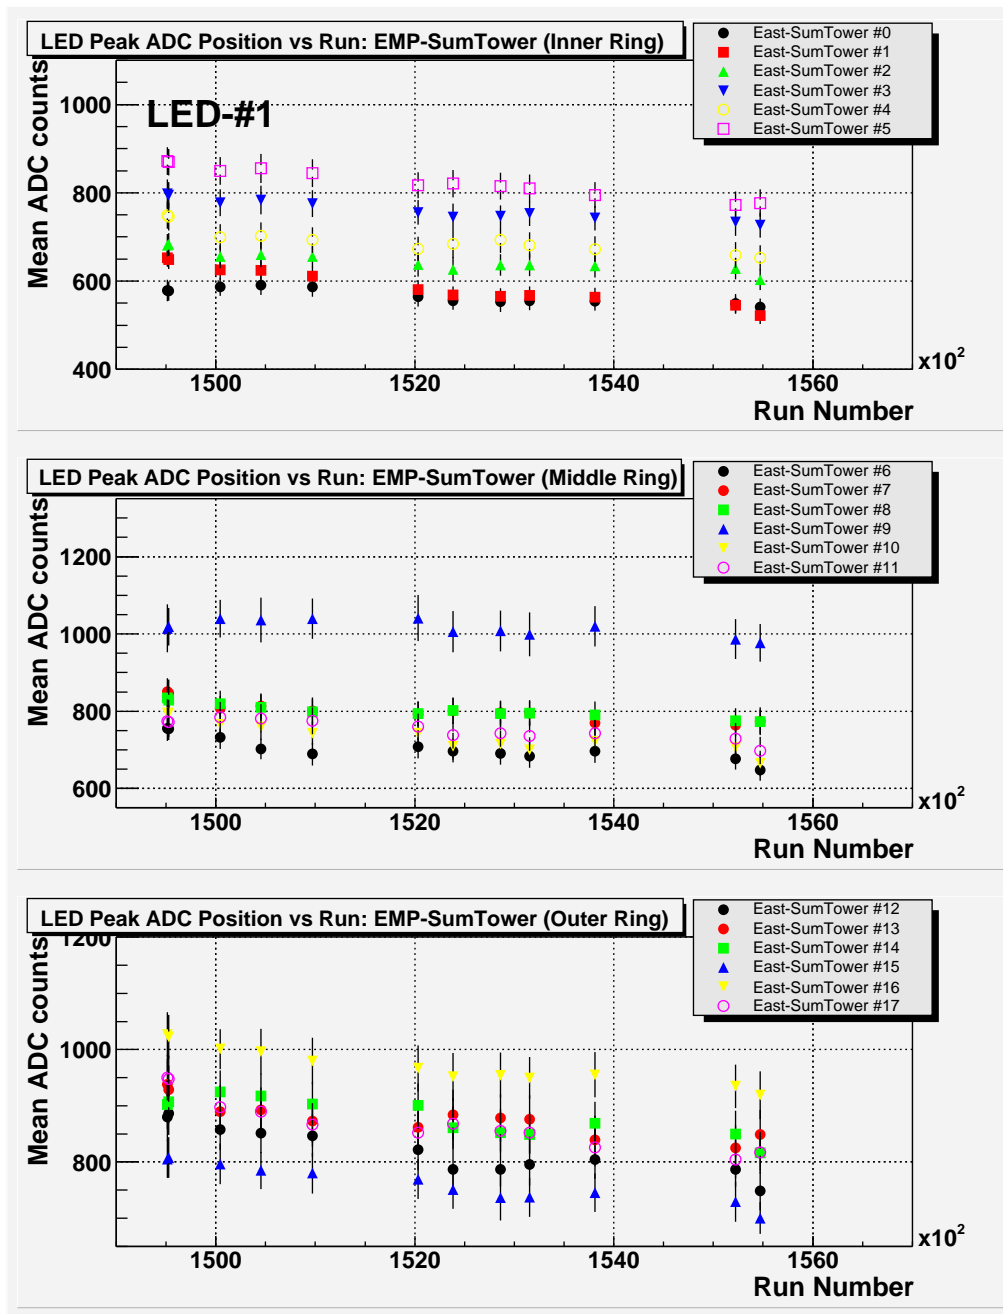 LED Peak ADC Position vs Run: EMP-SumTower (Inner Ring)
East-SumTower #0
East-SumTower #1
East-SumTower #2
East-SumTower #3
East-SumTower #4
East-SumTower #5
LED-#1
Mean ADC counts
1000
800
600
400
1500
1520
1540
1560
x10²
Run Number
LED Peak ADC Position vs Run: EMP-SumTower (Middle Ring)
East-SumTower #6
East-SumTower #7
East-SumTower #8
East-SumTower #9
East-SumTower #10
East-SumTower #11
Mean ADC counts
1200
1000
800
600
1500
1520
1540
1560
x10²
Run Number
LED Peak ADC Position vs Run: EMP-SumTower (Outer Ring)
East-SumTower #12
East-SumTower #13
East-SumTower #14
East-SumTower #15
East-SumTower #16
East-SumTower #17
Mean ADC counts
1200
1000
800
1500
1520
1540
1560
x10²
Run Number